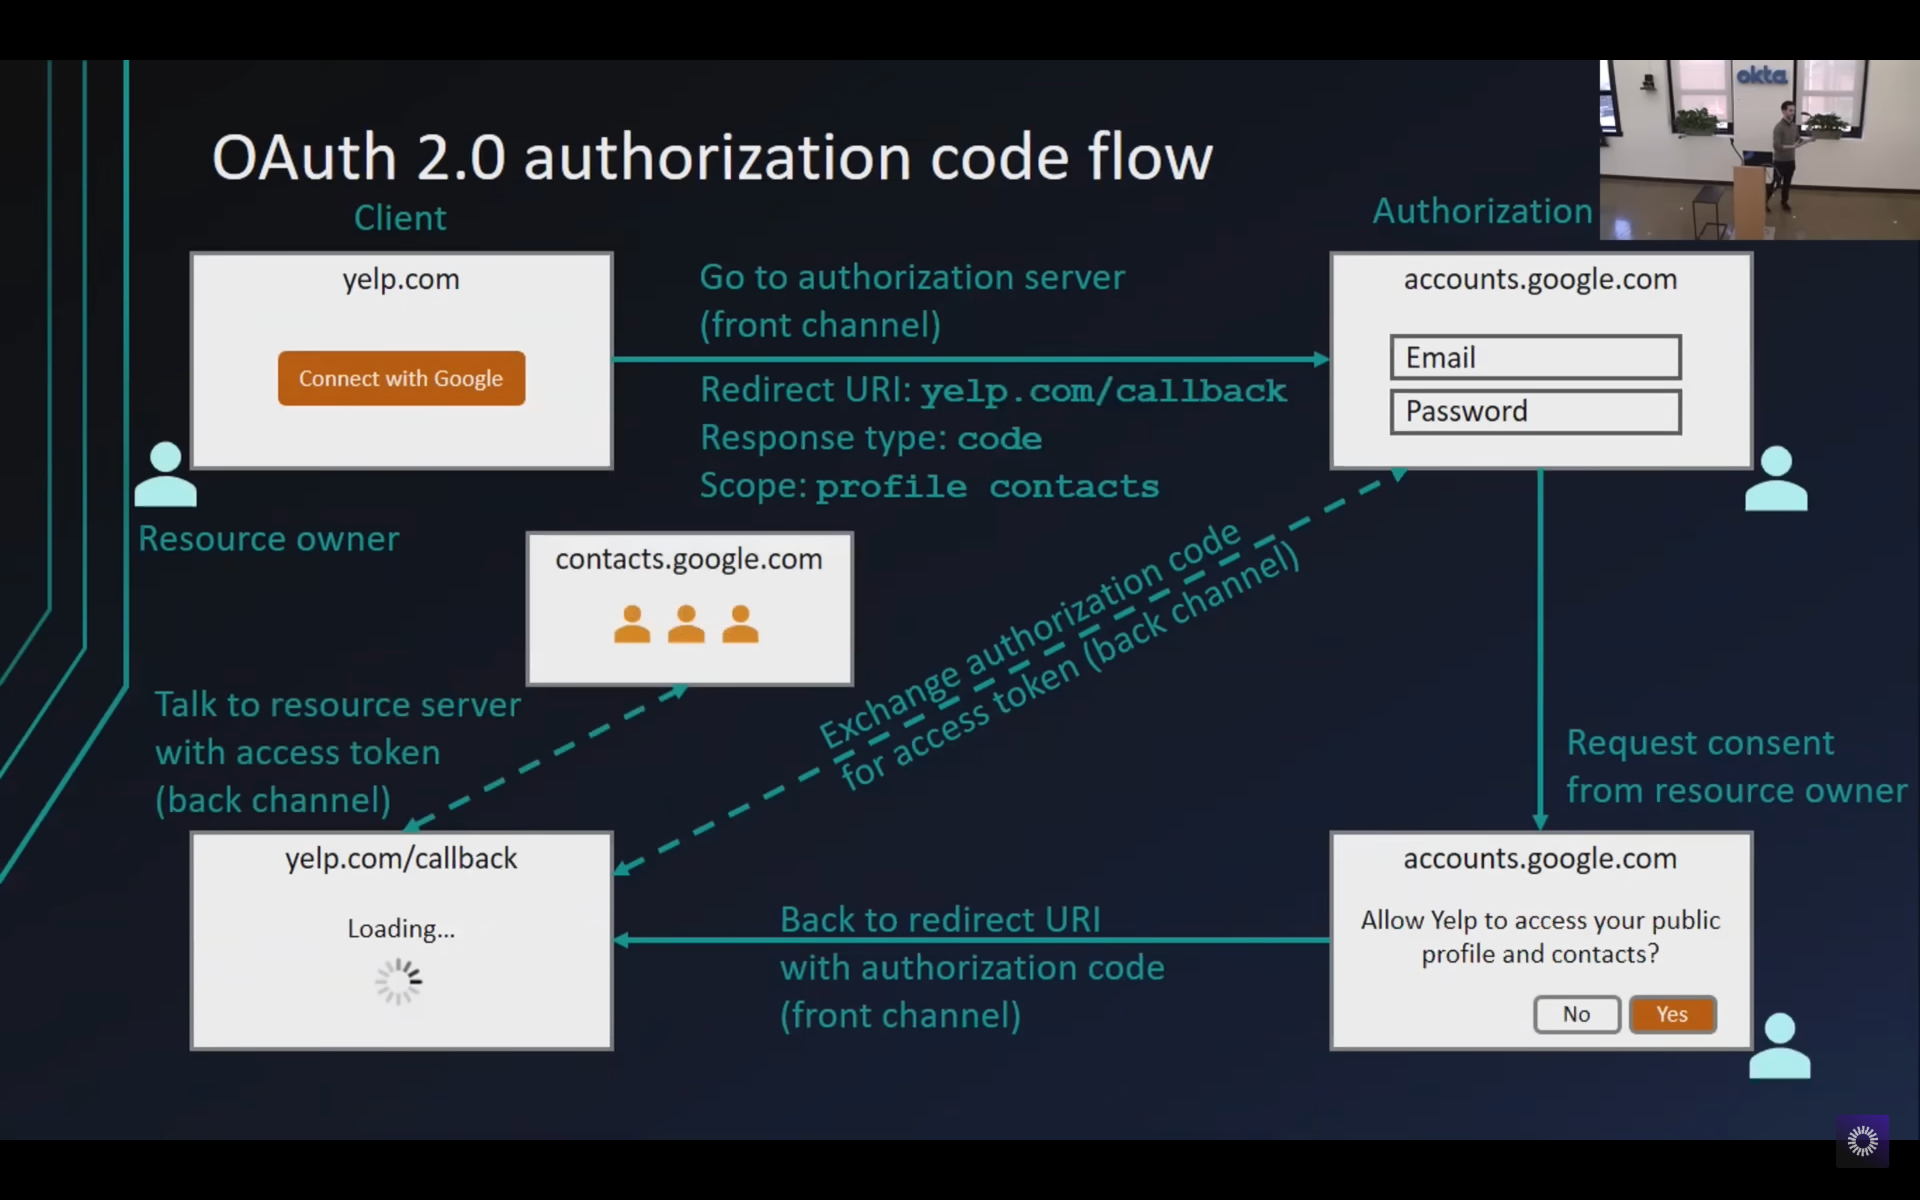 okta
OAuth 2.0 authorization code flow
Client
Authorization
yelp.com
Connect with Google
Go to authorization server
(front channel)
Redirect URI: yelp.com/callback
Response type: code
Scope: profile contacts
accounts.google.com
Email
Password
Resource owner
contacts.google.com
Exchange authorization code
for access token (back channel)
Talk to resource server
with access token
(back channel)
Request consent
from resource owner
yelp.com/callback
Loading...
Back to redirect URI
with authorization code
(front channel)
accounts.google.com
Allow Yelp to access your public
profile and contacts?
No
Yes